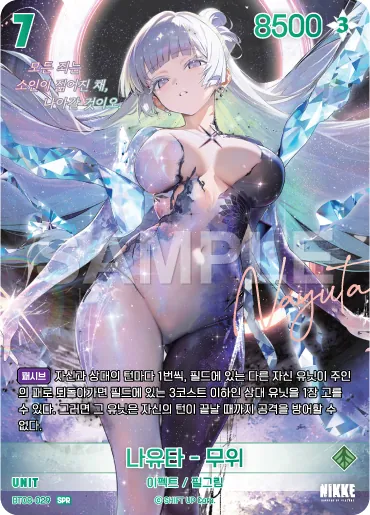 7
8500 3
모든 죄는
소인이 짊어진 채,
나아갈 것이오.
SAMPLE
Nayuta
패시브 자신과 상대의 턴마다 1번씩, 필드에 있는 다른 자신 유닛이 주인
의 패로 되돌아가면 필드에 있는 3코스트 이하인 상대 유닛을 1장 고를
수 있다. 그러면 그 유닛은 자신의 턴이 끝날 때까지 공격을 방어할 수
없다.
나유타 - 무위
UNIT
이펙트 / 필그림
BT08-029 SPR
© SHIFT UP Corp.
NIKKE